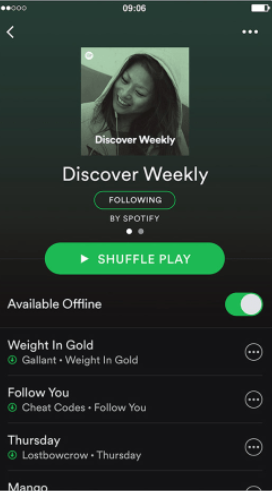 09:06
Discover Weekly
Discover Weekly
FOLLOWING
BY SPOTIFY
SHUFFLE PLAY
Available Offline
Weight In Gold
Gallant • Weight In Gold
Follow You
Cheat Codes • Follow You
Thursday
Lostbowcrow • Thursday
Mango